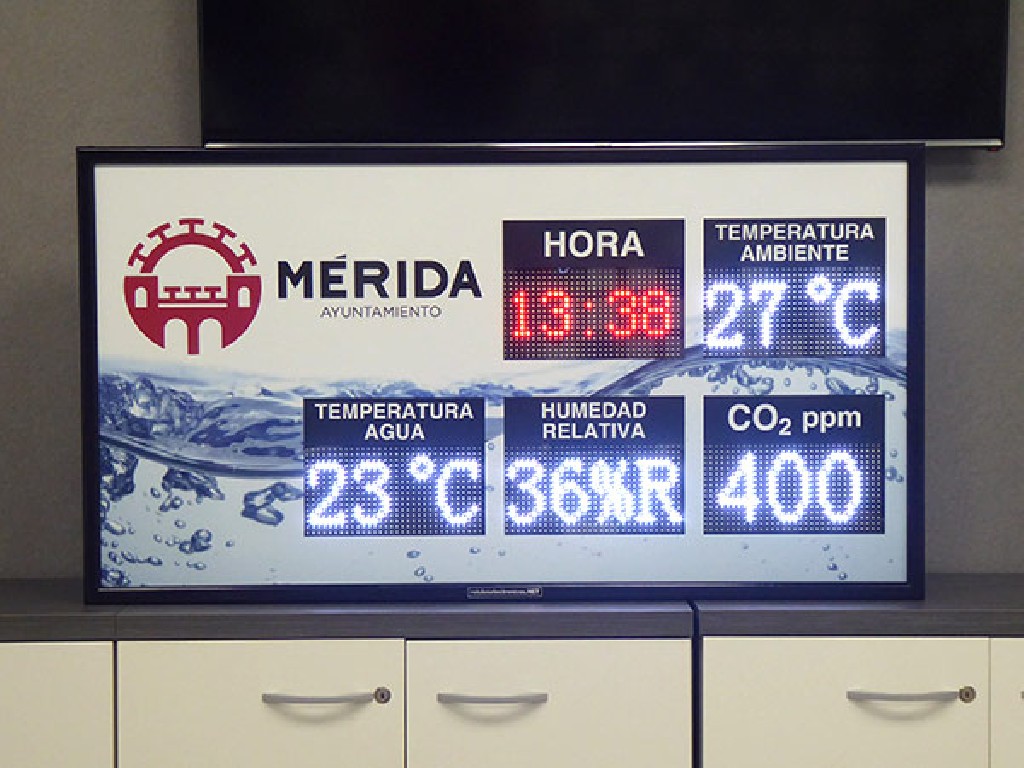 MÉRIDA
AYUNTAMIENTO
HORA
13:38
TEMPERATURA
AMBIENTE
27 °C
TEMPERATURA
AGUA
23 °C
HUMEDAD
RELATIVA
36%R
CO₂ ppm
400